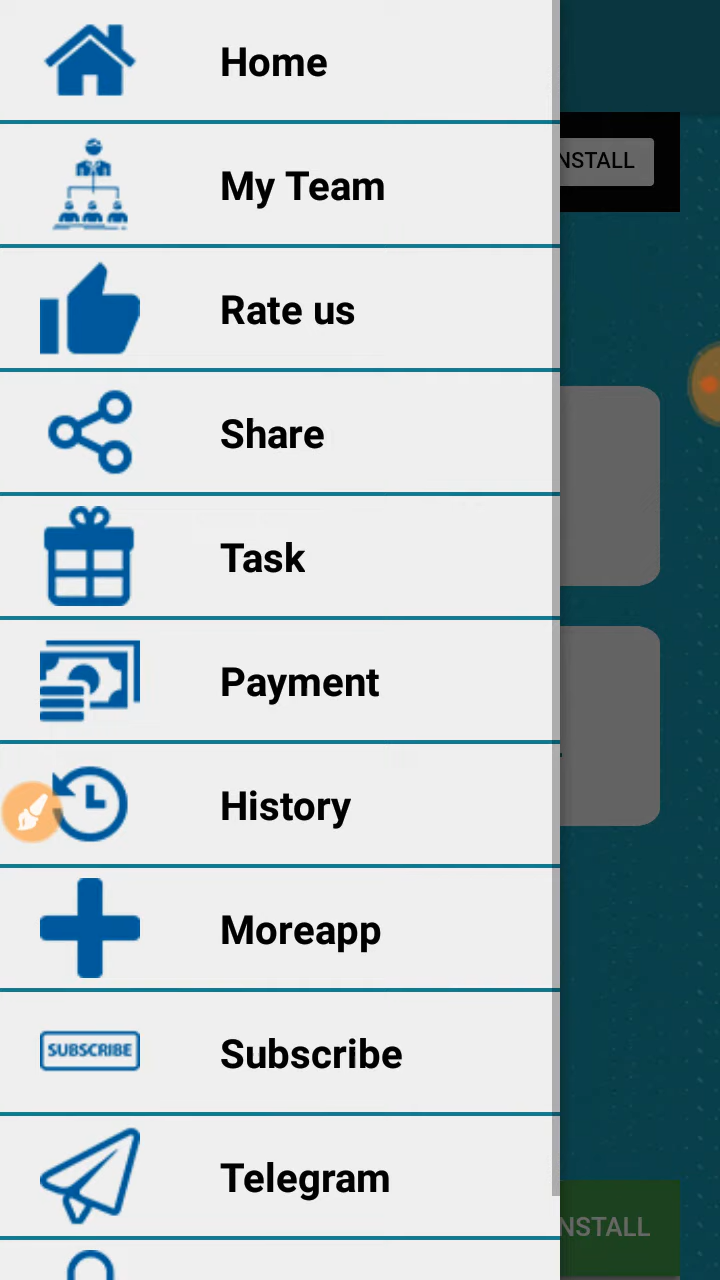 Home
NSTALL
My Team
Rate us
Share
Task
Payment
History
Moreapp
SUBSCRIBE
Subscribe
Telegram
NSTALL